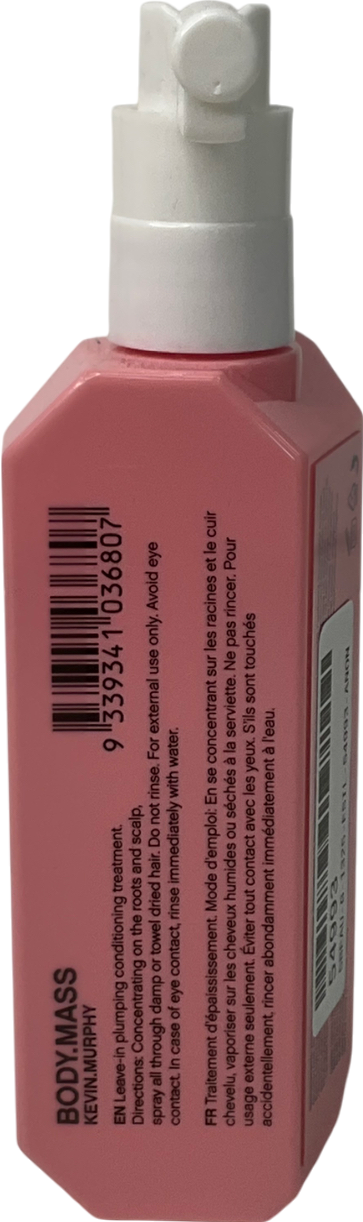 BODY.MASS
KEVIN.MURPHY
EN Leave-in plumping conditioning treatment.
Directions: Concentrating on the roots and scalp,
spray all through damp or towel dried hair. Do not rinse. For external use only. Avoid eye
contact. In case of eye contact, rinse immediately with water.
FR Traitement d'épaississement. Mode d'emploi: En se concentrant sur les racines et le cuir
chevelu, vaporiser sur les cheveux humides ou séchés à la serviette. Ne pas rincer. Pour
usage externe seulement. Éviter tout contact avec les yeux. S'ils sont touchés
accidentellement, rincer abondamment immédiatement à l'eau.
9 339341 036807
54993